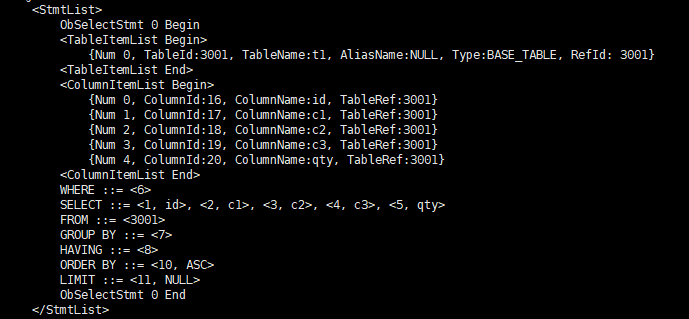 <StmtList>
ObSelectStmt 0 Begin
<TableItemList Begin>
{Num 0, TableId:3001, TableName:t1, AliasName:NULL, Type:BASE_TABLE, RefId: 3001}
<TableItemList End>
<ColumnItemList Begin>
{Num 0, ColumnId:16, ColumnName:id, TableRef:3001}
{Num 1, ColumnId:17, ColumnName:c1, TableRef:3001}
{Num 2, ColumnId:18, ColumnName:c2, TableRef:3001}
{Num 3, ColumnId:19, ColumnName:c3, TableRef:3001}
{Num 4, ColumnId:20, ColumnName:qty, TableRef:3001}
<ColumnItemList End>
WHERE ::= <6>
SELECT ::= <1, id>, <2, c1>, <3, c2>, <4, c3>, <5, qty>
FROM ::= <3001>
GROUP BY ::= <7>
HAVING ::= <8>
ORDER BY ::= <10, ASC>
LIMIT ::= <11, NULL>
ObSelectStmt 0 End
</StmtList>